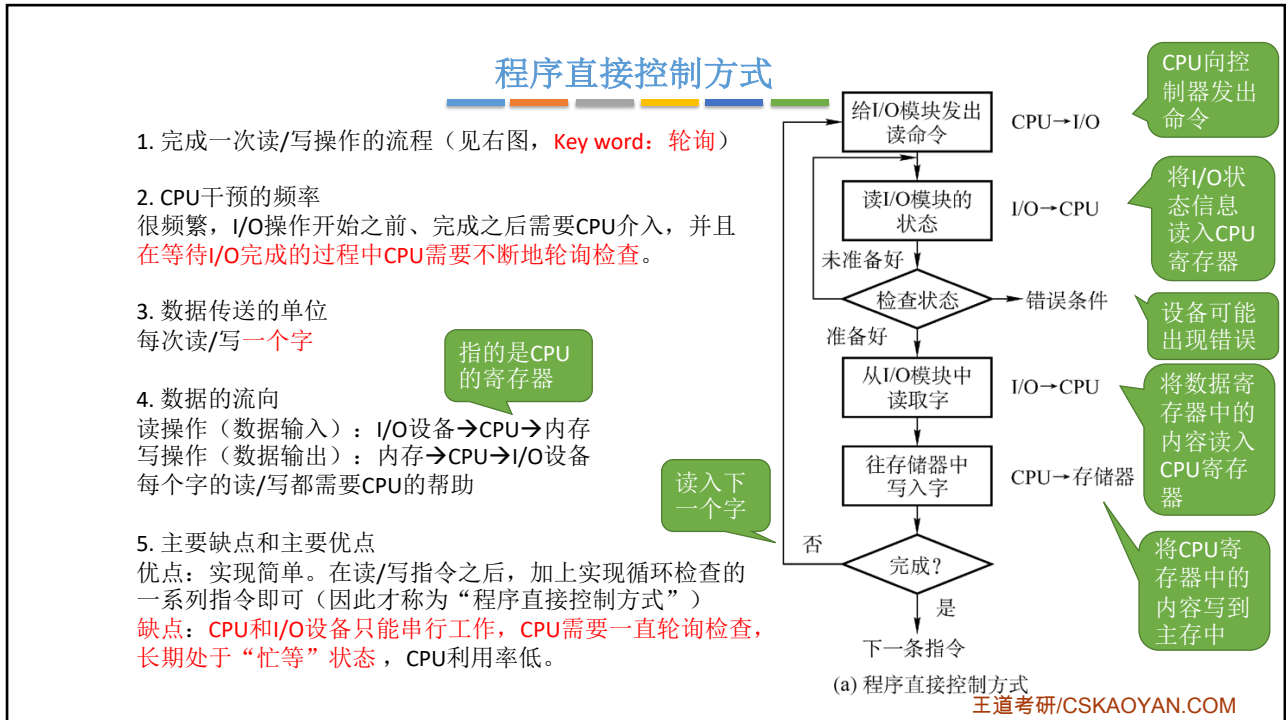 程序直接控制方式
1. 完成一次读/写操作的流程（见右图，Key word：轮询）
2. CPU干预的频率
很频繁，I/O操作开始之前、完成之后需要CPU介入，并且
在等待I/O完成的过程中CPU需要不断地轮询检查。
3. 数据传送的单位
每次读/写一个字
指的是CPU
的寄存器
4. 数据的流向
读操作（数据输入）：I/O设备→CPU→内存
写操作（数据输出）：内存→CPU→I/O设备
每个字的读/写都需要CPU的帮助
5. 主要缺点和主要优点
优点：实现简单。在读/写指令之后，加上实现循环检查的
一系列指令即可（因此才称为“程序直接控制方式”）
缺点：CPU和I/O设备只能串行工作，CPU需要一直轮询检查，
长期处于“忙等”状态，CPU利用率低。
给I/O模块发出
读命令
CPU→I/O
CPU向控
制器发出
命令
读I/O模块的
状态
I/O→CPU
将I/O状
态信息
读入CPU
寄存器
未准备好
检查状态
错误条件
设备可能
出现错误
准备好
从I/O模块中
读取字
I/O→CPU
将数据寄
存器中的
内容读入
CPU寄存
器
往存储器中
写入字
CPU→存储器
将CPU寄
存器中的
内容写到
主存中
读入下
一个字
否
完成?
是
下一条指令
(a) 程序直接控制方式
王道考研/CSKAOYAN.COM